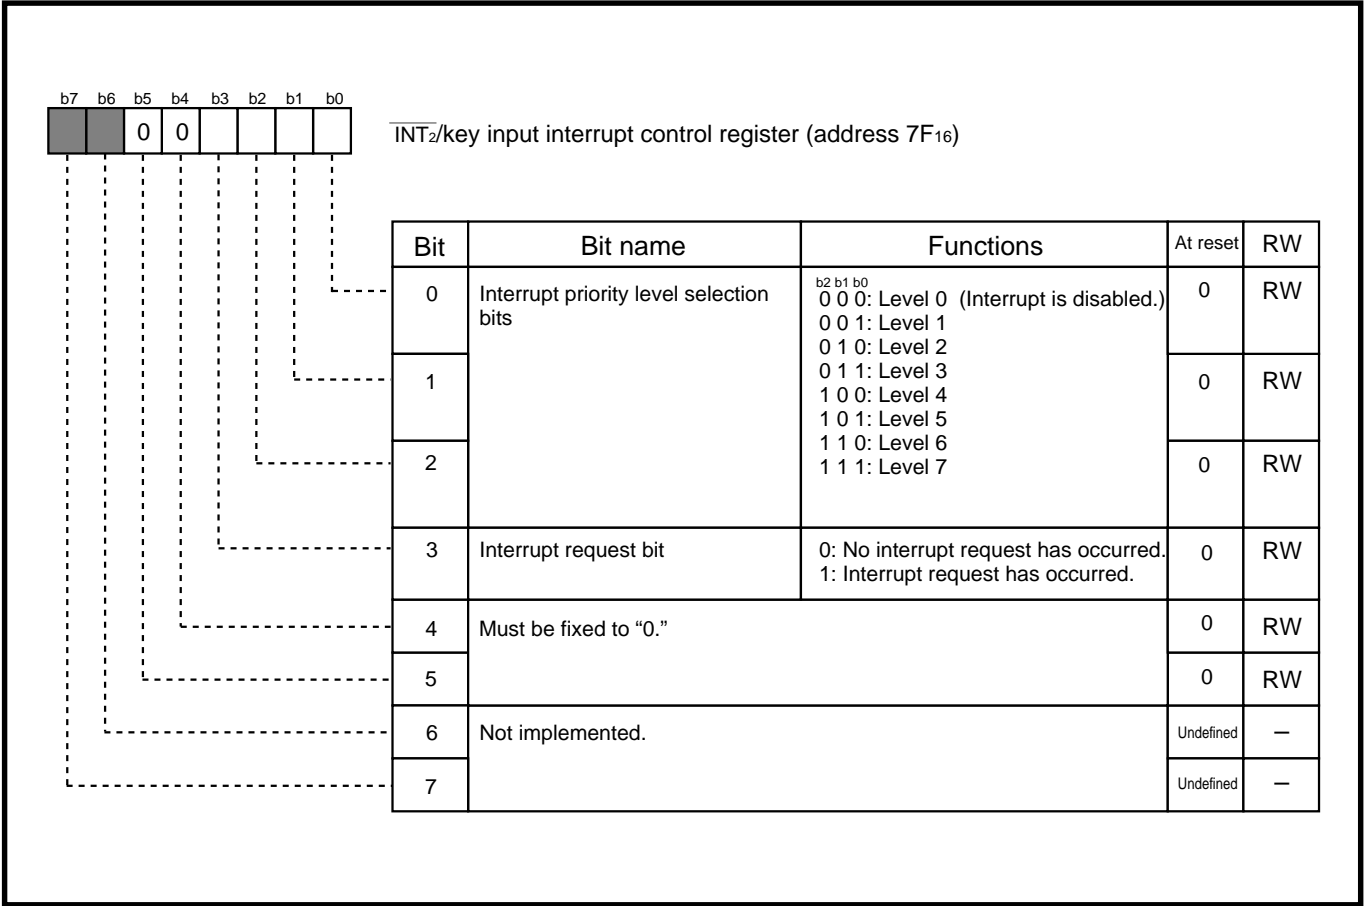 b7 b6 b5 b4 b3 b2 b1 b0
0 0
INT2/key input interrupt control register (address 7F16)
Bit Bit name Functions At reset RW
0 Interrupt priority level selection bits
b2 b1 b0
0 0 0: Level 0 (Interrupt is disabled.)
0 0 1: Level 1
0 1 0: Level 2
0 1 1: Level 3
1 0 0: Level 4
1 0 1: Level 5
1 1 0: Level 6
1 1 1: Level 7
0 RW
1 0 RW
2 0 RW
3 Interrupt request bit
0: No interrupt request has occurred.
1: Interrupt request has occurred.
0 RW
4 Must be fixed to “0.” 0 RW
5 0 RW
6 Not implemented. Undefined –
7 Undefined –